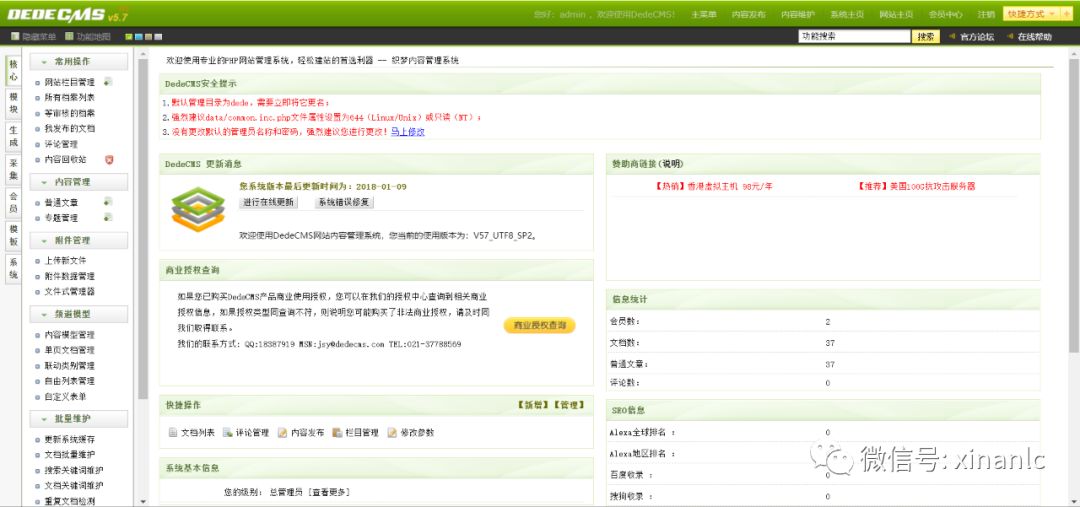 DEDECMS v5.7
您好: admin ，欢迎使用DedeCMS!
主菜单 内容发布 内容维护 系统主页 网站主页 会员中心 注销 快捷方式
隐藏菜单 功能地图
功能搜索 搜索 官方论坛 在线帮助
核心
模块
生成
采集
会员
模板
系统
常用操作
网站栏目管理
所有档案列表
等审核的档案
我发布的文档
评论管理
内容回收站
内容管理
普通文章
专题管理
附件管理
上传新文件
附件数据管理
文件式管理器
频道模型
内容模型管理
单页文档管理
联动类别管理
自由列表管理
自定义表单
批量维护
更新系统缓存
文档批量维护
搜索关键词维护
文档关键词维护
重复文档检测
欢迎使用专业的PHP网站管理系统，轻松建站的首选利器 -- 织梦内容管理系统
DedeCMS安全提示
1.默认管理目录为dede，需要立即将它更名；
2.强烈建议data/common.inc.php文件属性设置为644（Linux/Unix）或只读（NT）；
3.没有更改默认的管理员名称和密码，强烈建议您进行更改！马上修改
DedeCMS 更新消息
您系统版本最后更新时间为：2018-01-09
进行在线更新 系统错误修复
欢迎使用DedeCMS网站内容管理系统，您当前的使用版本为：V57_UTF8_SP2。
商业授权查询
如果您已购买DedeCMS产品商业使用授权，您可以在我们的授权中心查询到相关商业
授权信息，如果授权类型同查询不符，则说明您可能购买了非法商业授权，请及时同
我们取得联系。
我们的联系方式: QQ:18387919 MSN:jsy@dedecms.com TEL:021-37788569
商业授权查询
快捷操作 【新增】【管理】
文档列表 评论管理 内容发布 栏目管理 修改参数
系统基本信息
您的级别： 总管理员 [查看更多]
赞助商链接(说明)
【热销】香港虚拟主机 98元/年 【推荐】美国100G抗攻击服务器
信息统计
会员数： 2
文档数： 37
普通文章： 37
评论数： 0
SEO信息
Alexa全球排名 ： 0
Alexa地区排名 ：
百度收录 ： 0
搜狗收录 ： 0
微信号: xinanlc